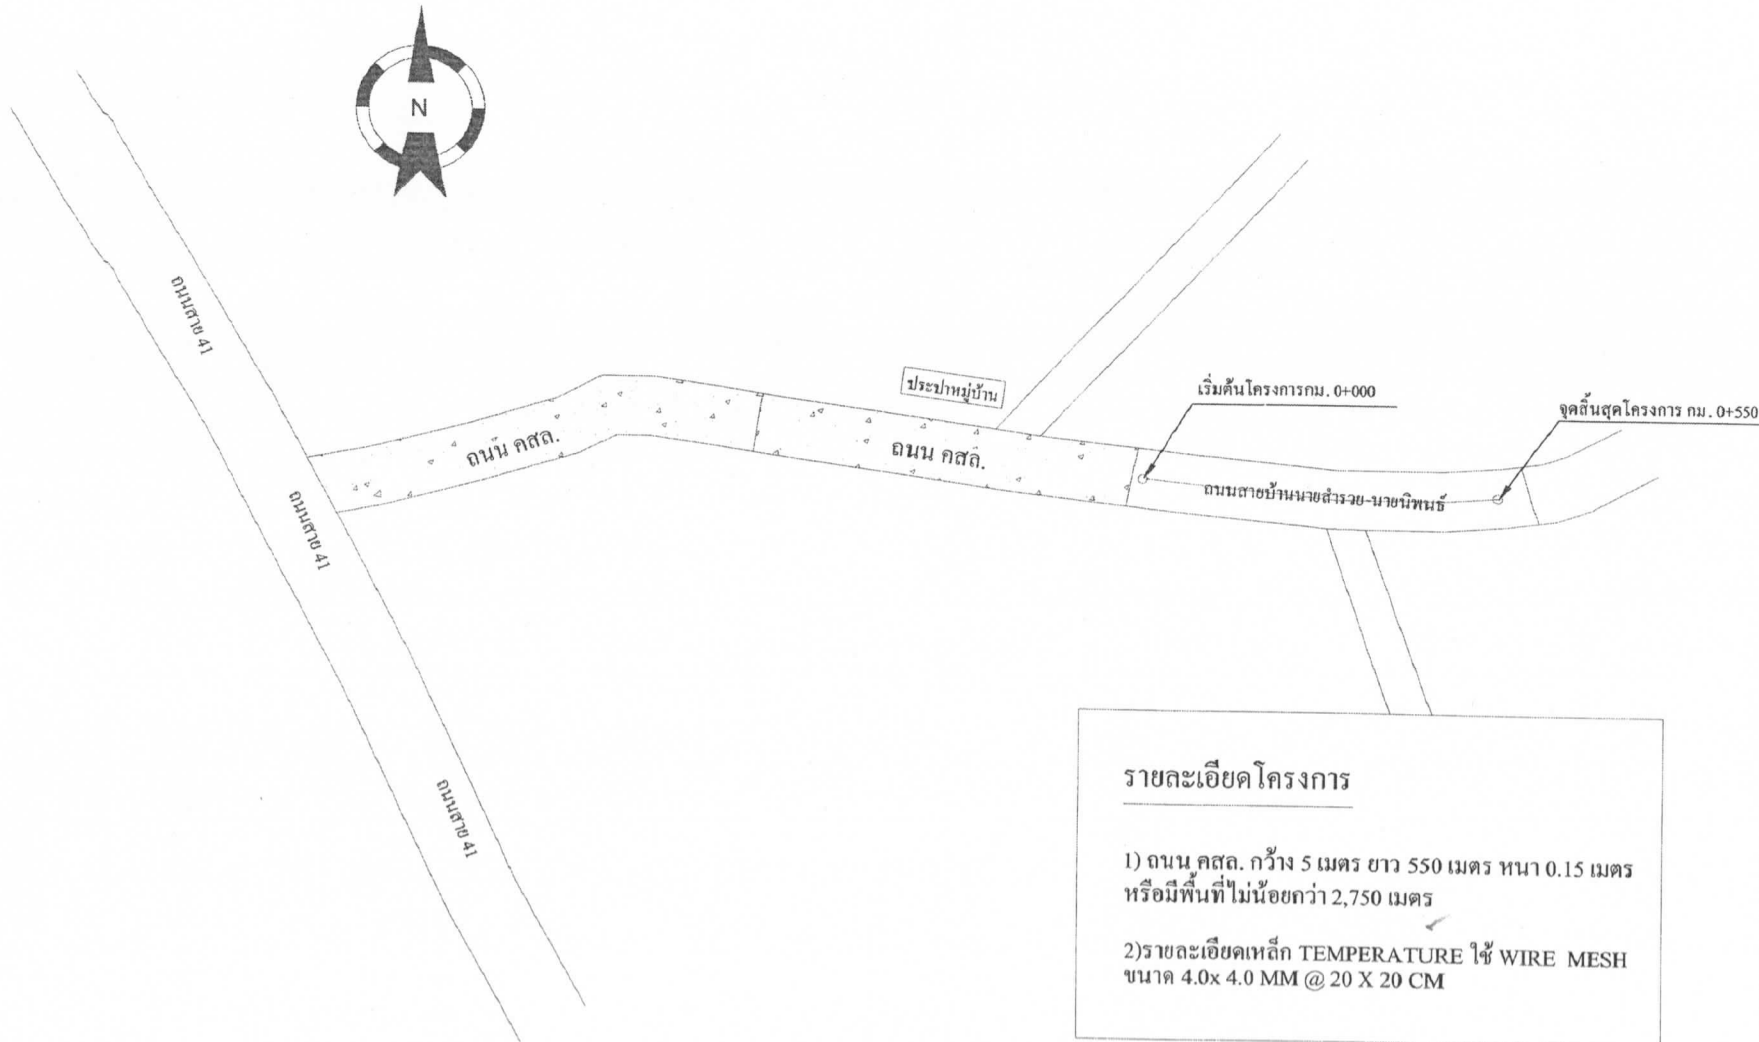 N
ถนนสาย 41
ประปาหมู่บ้าน
เริ่มต้นโครงการกม. 0+000
จุดสิ้นสุดโครงการ กม. 0+550
ถนน คสล.
ถนน คสล.
ถนนสายบ้านนายสำรวย-นายนิพนธ์
ถนนสาย 41
ถนนสาย 41
รายละเอียดโครงการ
1) ถนน คสล. กว้าง 5 เมตร ยาว 550 เมตร หนา 0.15 เมตร
หรือมีพื้นที่ไม่น้อยกว่า 2,750 เมตร
2)รายละเอียดเหล็ก TEMPERATURE ใช้ WIRE MESH
ขนาด 4.0x 4.0 MM @ 20 X 20 CM